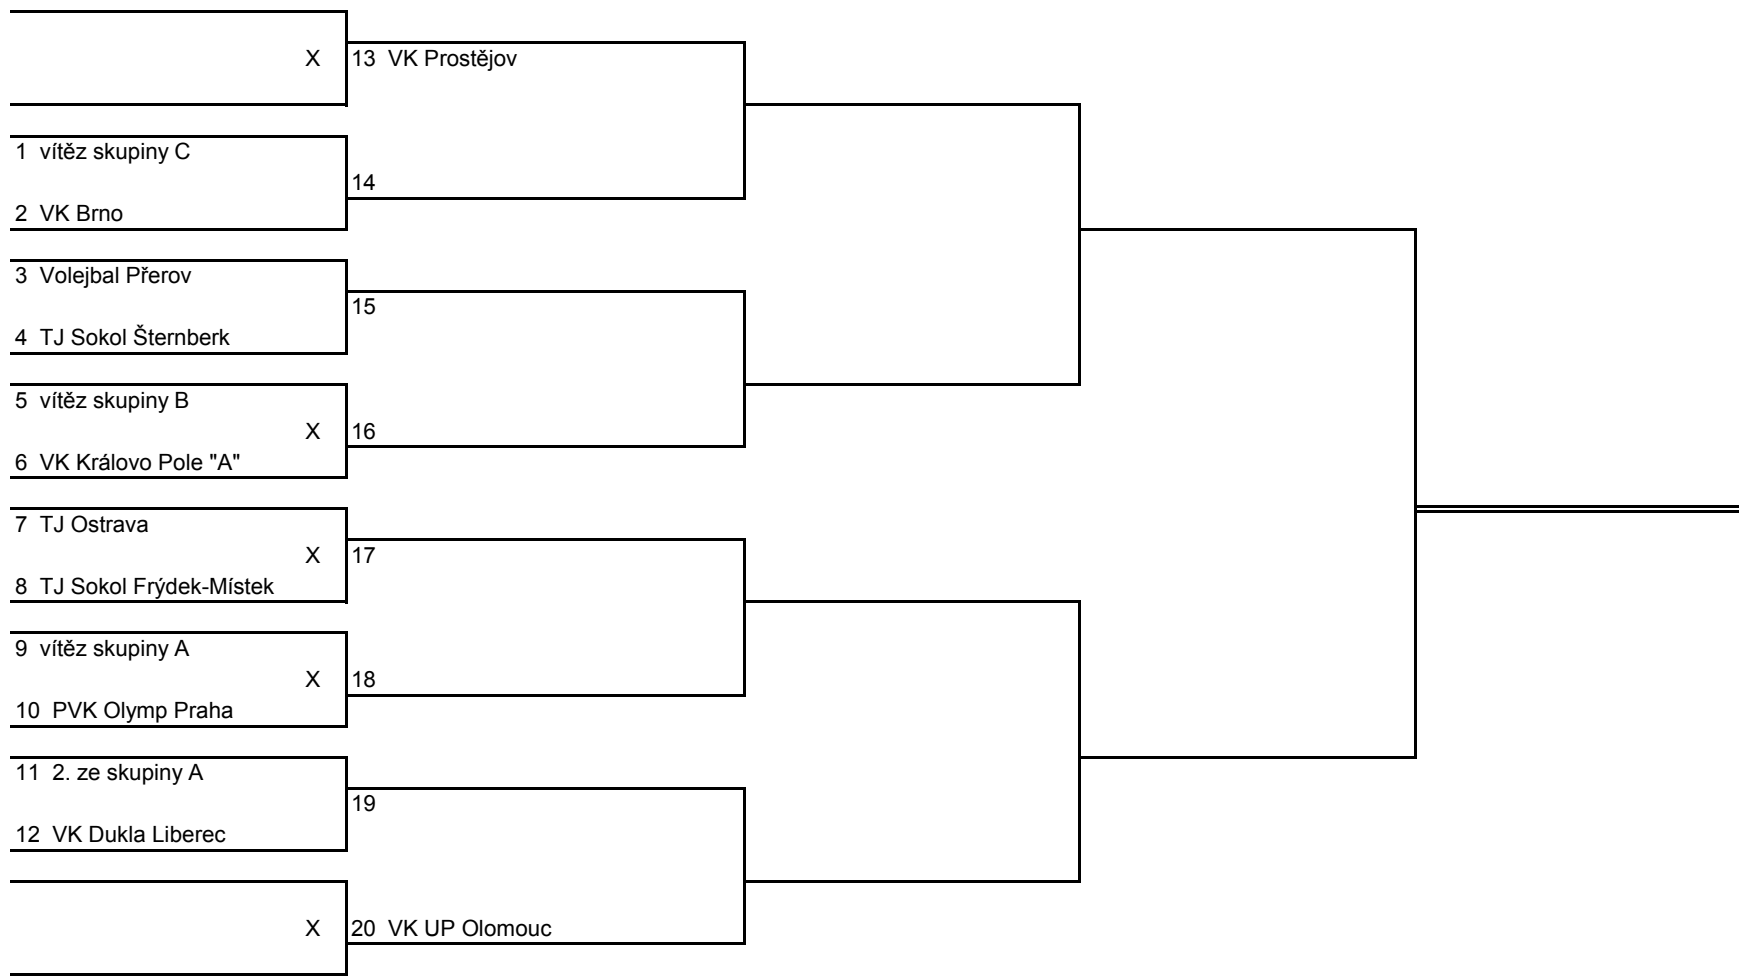 X 13 VK Prostějov
1 vítěz skupiny C
14
2 VK Brno
3 Volejbal Přerov
15
4 TJ Sokol Šternberk
5 vítěz skupiny B
X 16
6 VK Královo Pole "A"
7 TJ Ostrava
X 17
8 TJ Sokol Frýdek-Místek
9 vítěz skupiny A
X 18
10 PVK Olymp Praha
11 2. ze skupiny A
19
12 VK Dukla Liberec
X 20 VK UP Olomouc